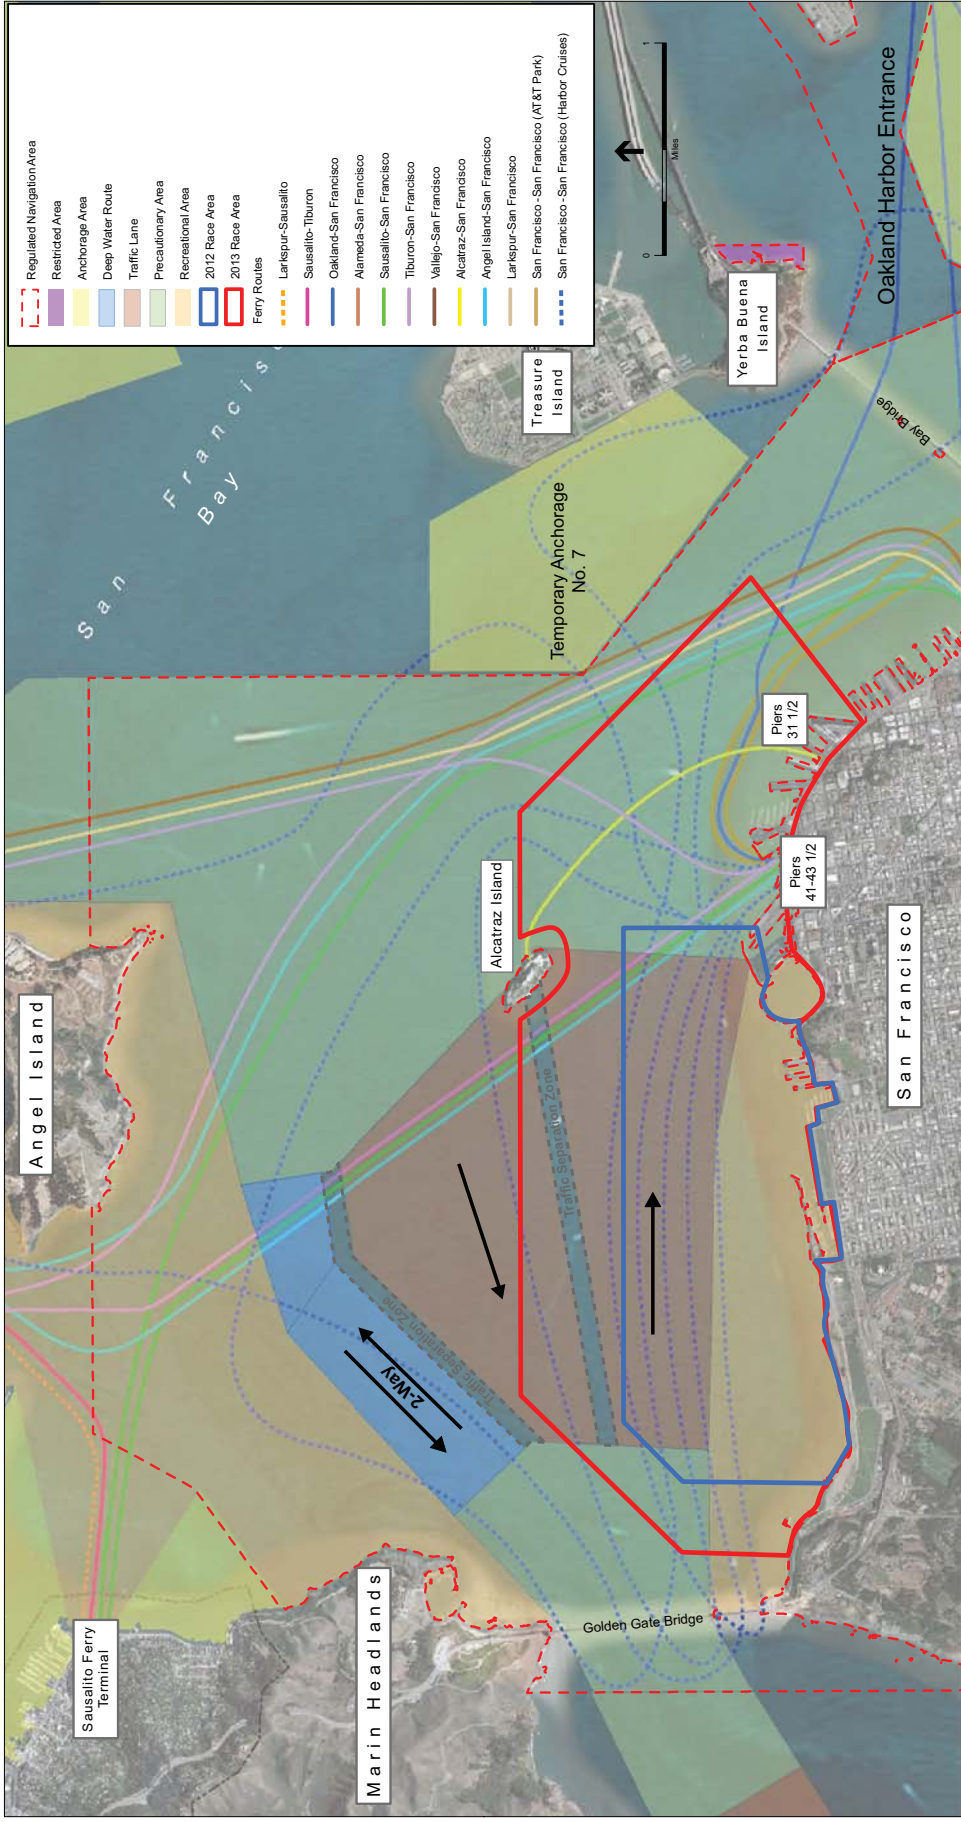 Regulated Navigation Area
Restricted Area
Anchorage Area
Deep Water Route
Traffic Lane
Precautionary Area
Recreational Area
2012 Race Area
2013 Race Area
Ferry Routes
Larkspur-Sausalito
Sausalito-Tiburon
Oakland-San Francisco
Alameda-San Francisco
Sausalito-San Francisco
Tiburon-San Francisco
Vallejo-San Francisco
Alcatraz-San Francisco
Angel Island-San Francisco
Larkspur-San Francisco
San Francisco -San Francisco (AT&T Park)
San Francisco -San Francisco (Harbor Cruises)
0 1
Miles
San
Francisc
Bay
Angel Island
Sausalito Ferry
Terminal
Marin Headlands
Golden Gate Bridge
2-Way
Traffic Separation Zone
Traffic Separation Zone
Alcatraz Island
Temporary Anchorage
No. 7
Treasure
Island
Yerba Buena
Island
Oakland Harbor Entrance
Bay Bridge
Piers
31 1/2
Piers
41-43 1/2
San Francisco